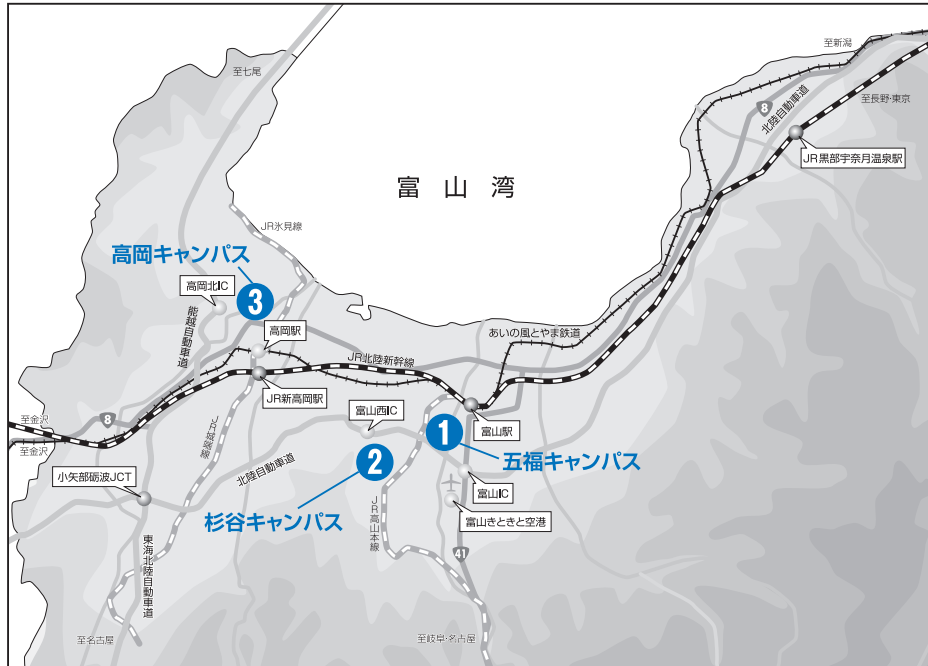 至新潟
至七尾
8
北陸自動車道
至長野・東京
JR黒部宇奈月温泉駅
富山湾
JR氷見線
高岡キャンパス
高岡北IC
3
能越自動車道
高岡駅
あいの風とやま鉄道
JR北陸新幹線
JR新高岡駅
至金沢
8
至金沢
JR城端線
富山西IC
富山駅
1
五福キャンパス
2
小矢部砺波JCT
北陸自動車道
富山IC
杉谷キャンパス
JR高山本線
富山きときと空港
東海北陸自動車道
41
至名古屋
至岐阜・名古屋